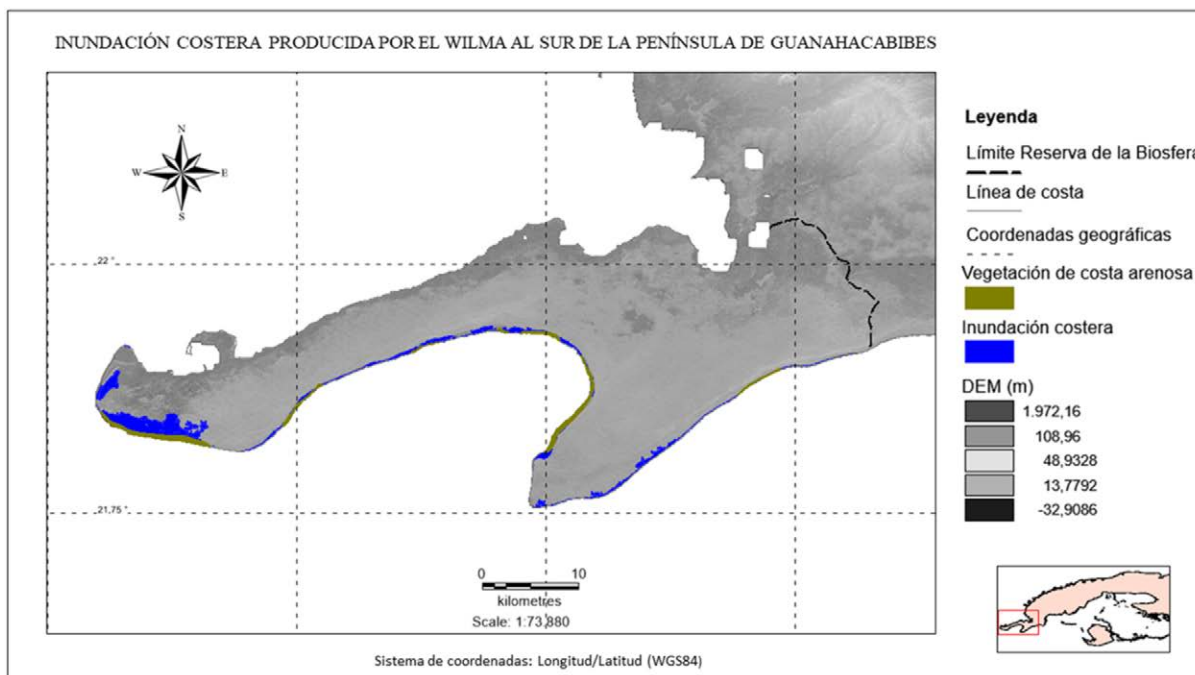 INUNDACIÓN COSTERA PRODUCIDA POR EL WILMA AL SUR DE LA PENÍNSULA DE GUANAHACABIBES
N
W E
S
22 °
21.75 °
0 10
kilometres
Scale: 1:73,880
Sistema de coordenadas: Longitud/Latitud (WGS84)
Leyenda
Límite Reserva de la Biosfera
Línea de costa
Coordenadas geográficas
Vegetación de costa arenosa
Inundación costera
DEM (m)
1.972,16
108,96
48,9328
13,7792
-32,9086